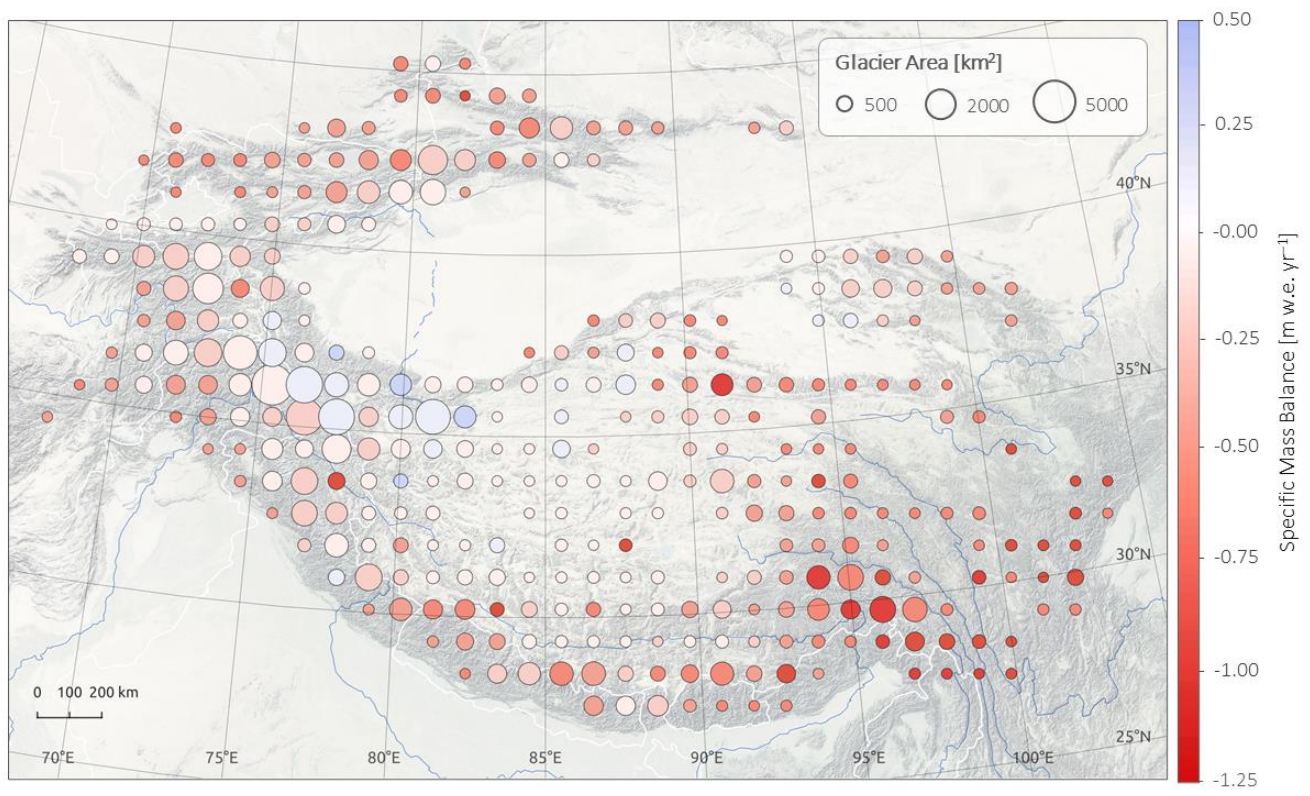 Glacier Area [km²]
500
2000
5000
40°N
35°N
30°N
25°N
0 100 200 km
70°E
75°E
80°E
85°E
90°E
95°E
100°E
0.50
0.25
-0.00
-0.25
-0.50
-0.75
-1.00
-1.25
Specific Mass Balance [m w.e. yr⁻¹]